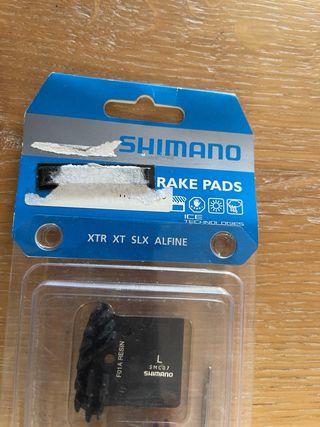 SHIMANO
RAKE PADS
ICE
TECHNOLOGIES
XTR XT SLX ALFINE
F01A RESIN
L
SMC07
SHIMANO